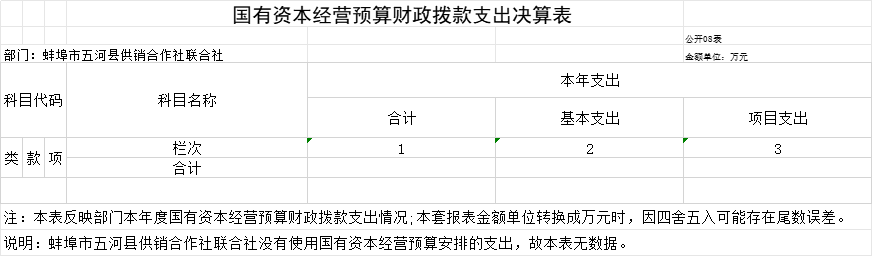 国有资本经营预算财政拨款支出决算表
公开08表
部门：蚌埠市五河县供销合作社联合社 金额单位：万元
科目代码 科目名称 本年支出
合计 基本支出 项目支出
类 款 项 栏次 1 2 3
合计
注：本表反映部门本年度国有资本经营预算财政拨款支出情况;本套报表金额单位转换成万元时，因四舍五入可能存在尾数误差。
说明：蚌埠市五河县供销合作社联合社没有使用国有资本经营预算安排的支出，故本表无数据。